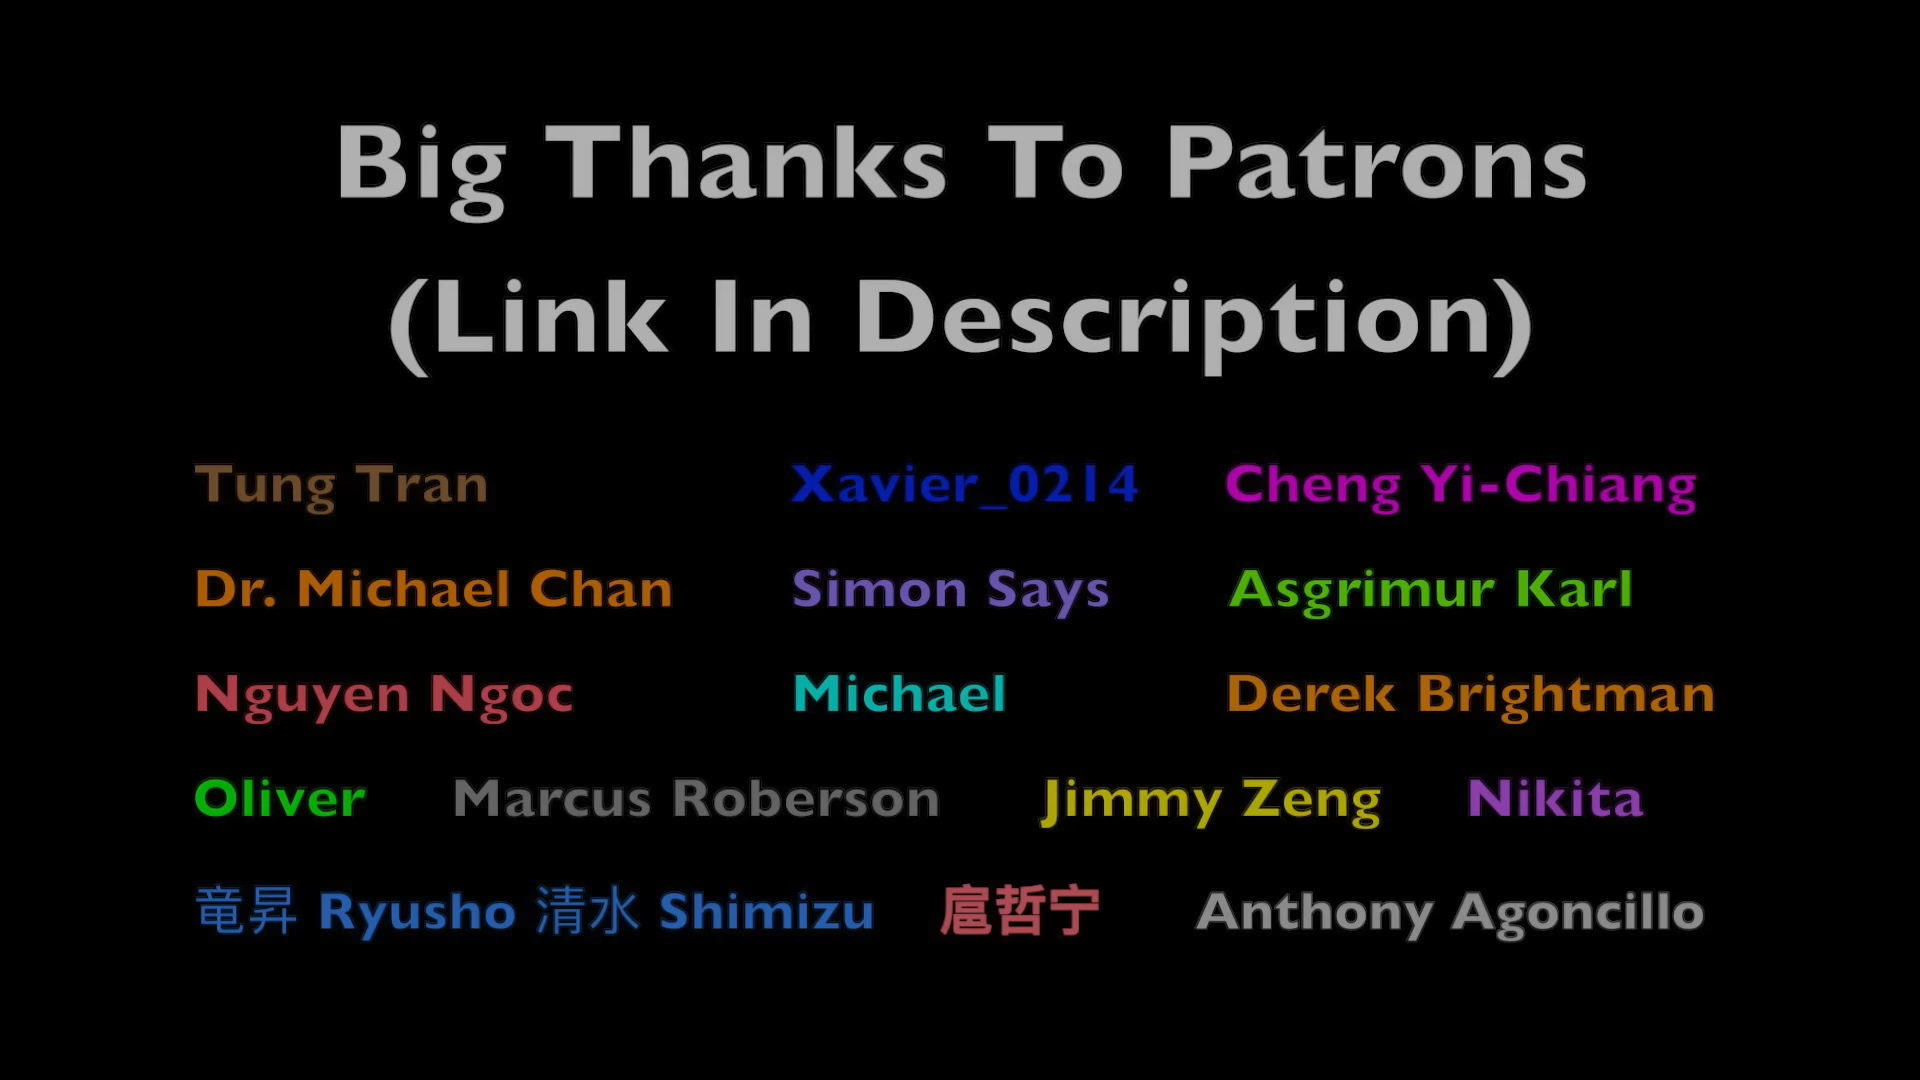 Big Thanks To Patrons
(Link In Description)
Tung Tran Xavier_0214 Cheng Yi-Chiang
Dr. Michael Chan Simon Says Asgrimur Karl
Nguyen Ngoc Michael Derek Brightman
Oliver Marcus Roberson Jimmy Zeng Nikita
竜昇 Ryusho 清水 Shimizu 扈哲宁 Anthony Agoncillo